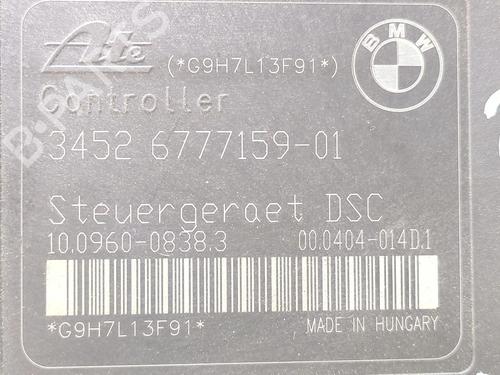 Ate
(*G9H7L13F91*)
BMW
Controller
3452 6777159-01
Steuergeraet DSC
10.0960-0838.3
00.0404-014D.1
*G9H7L13F91*
MADE IN HUNGARY
B-PARTS